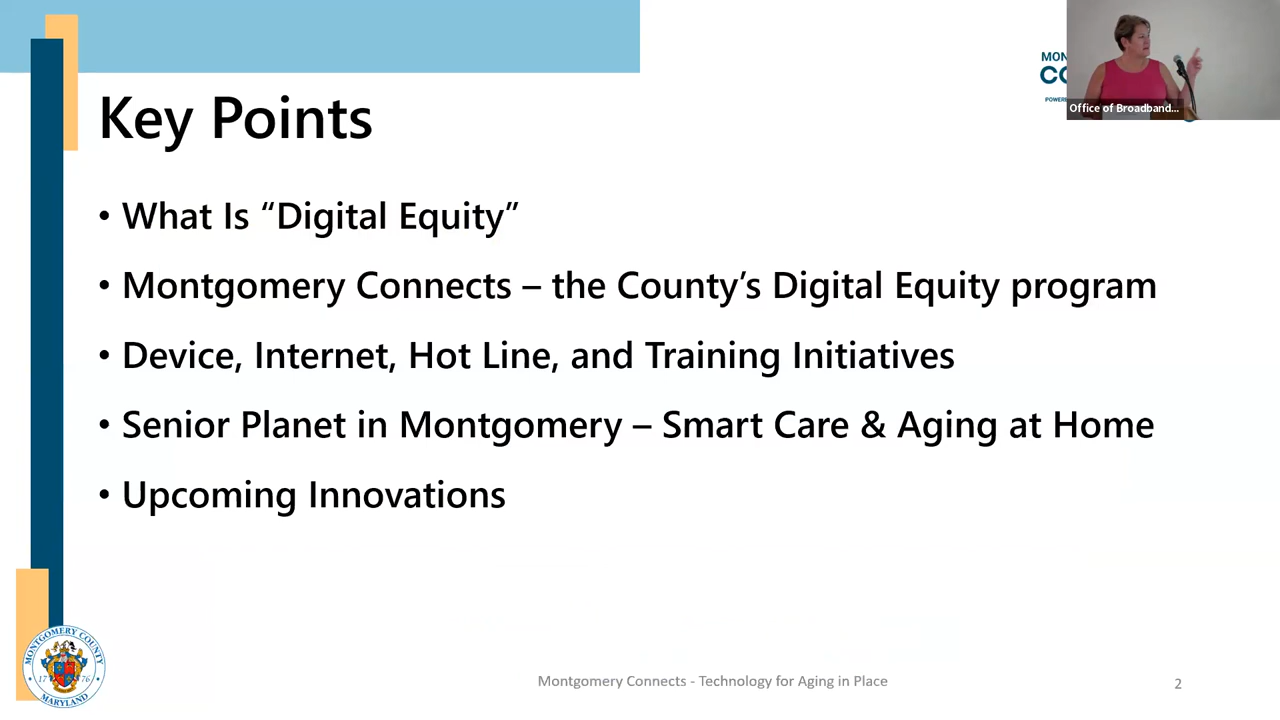 Key Points
• What Is “Digital Equity”
• Montgomery Connects – the County’s Digital Equity program
• Device, Internet, Hot Line, and Training Initiatives
• Senior Planet in Montgomery – Smart Care & Aging at Home
• Upcoming Innovations
Office of Broadband...
MONTGOMERY COUNTY
17 76
MARYLAND
Montgomery Connects - Technology for Aging in Place
2